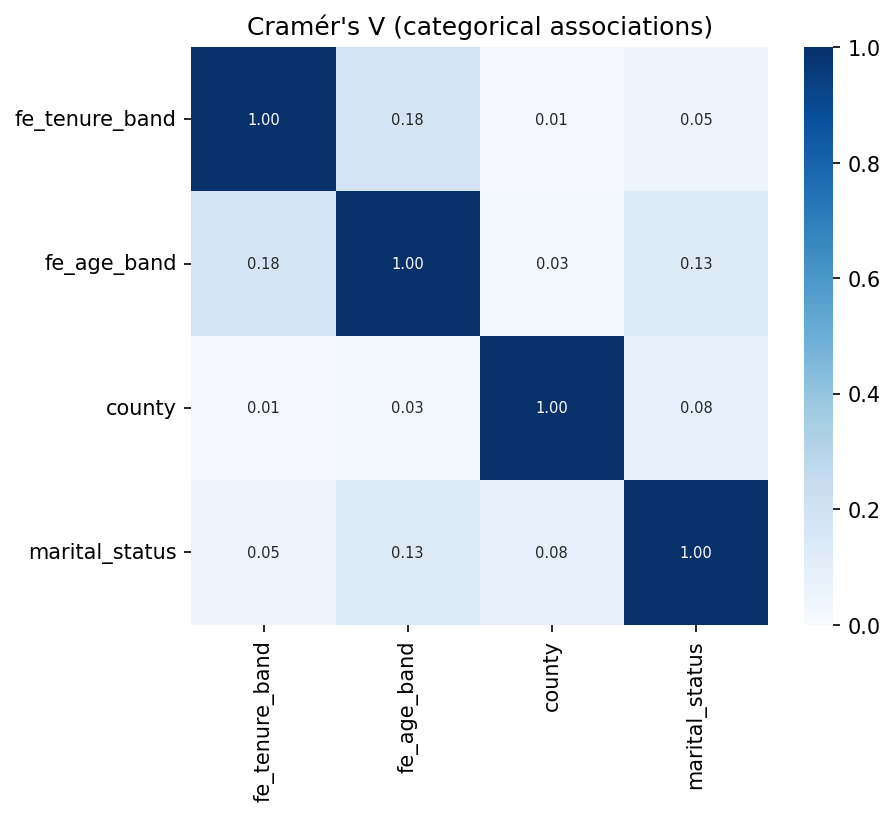 Cramér's V (categorical associations)
fe_tenure_band 1.00 0.18 0.01 0.05
fe_age_band 0.18 1.00 0.03 0.13
county 0.01 0.03 1.00 0.08
marital_status 0.05 0.13 0.08 1.00
fe_tenure_band fe_age_band county marital_status
1.0
0.8
0.6
0.4
0.2
0.0